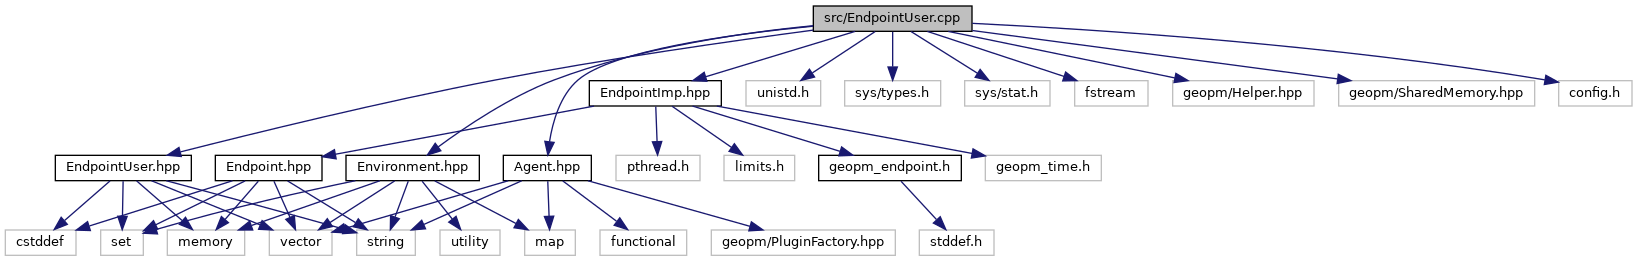 src/EndpointUser.cpp
EndpointImp.hpp
unistd.h
sys/types.h
sys/stat.h
fstream
geopm/Helper.hpp
geopm/SharedMemory.hpp
config.h
EndpointUser.hpp
Endpoint.hpp
Environment.hpp
Agent.hpp
pthread.h
limits.h
geopm_endpoint.h
geopm_time.h
cstddef
set
memory
vector
string
utility
map
functional
geopm/PluginFactory.hpp
stddef.h